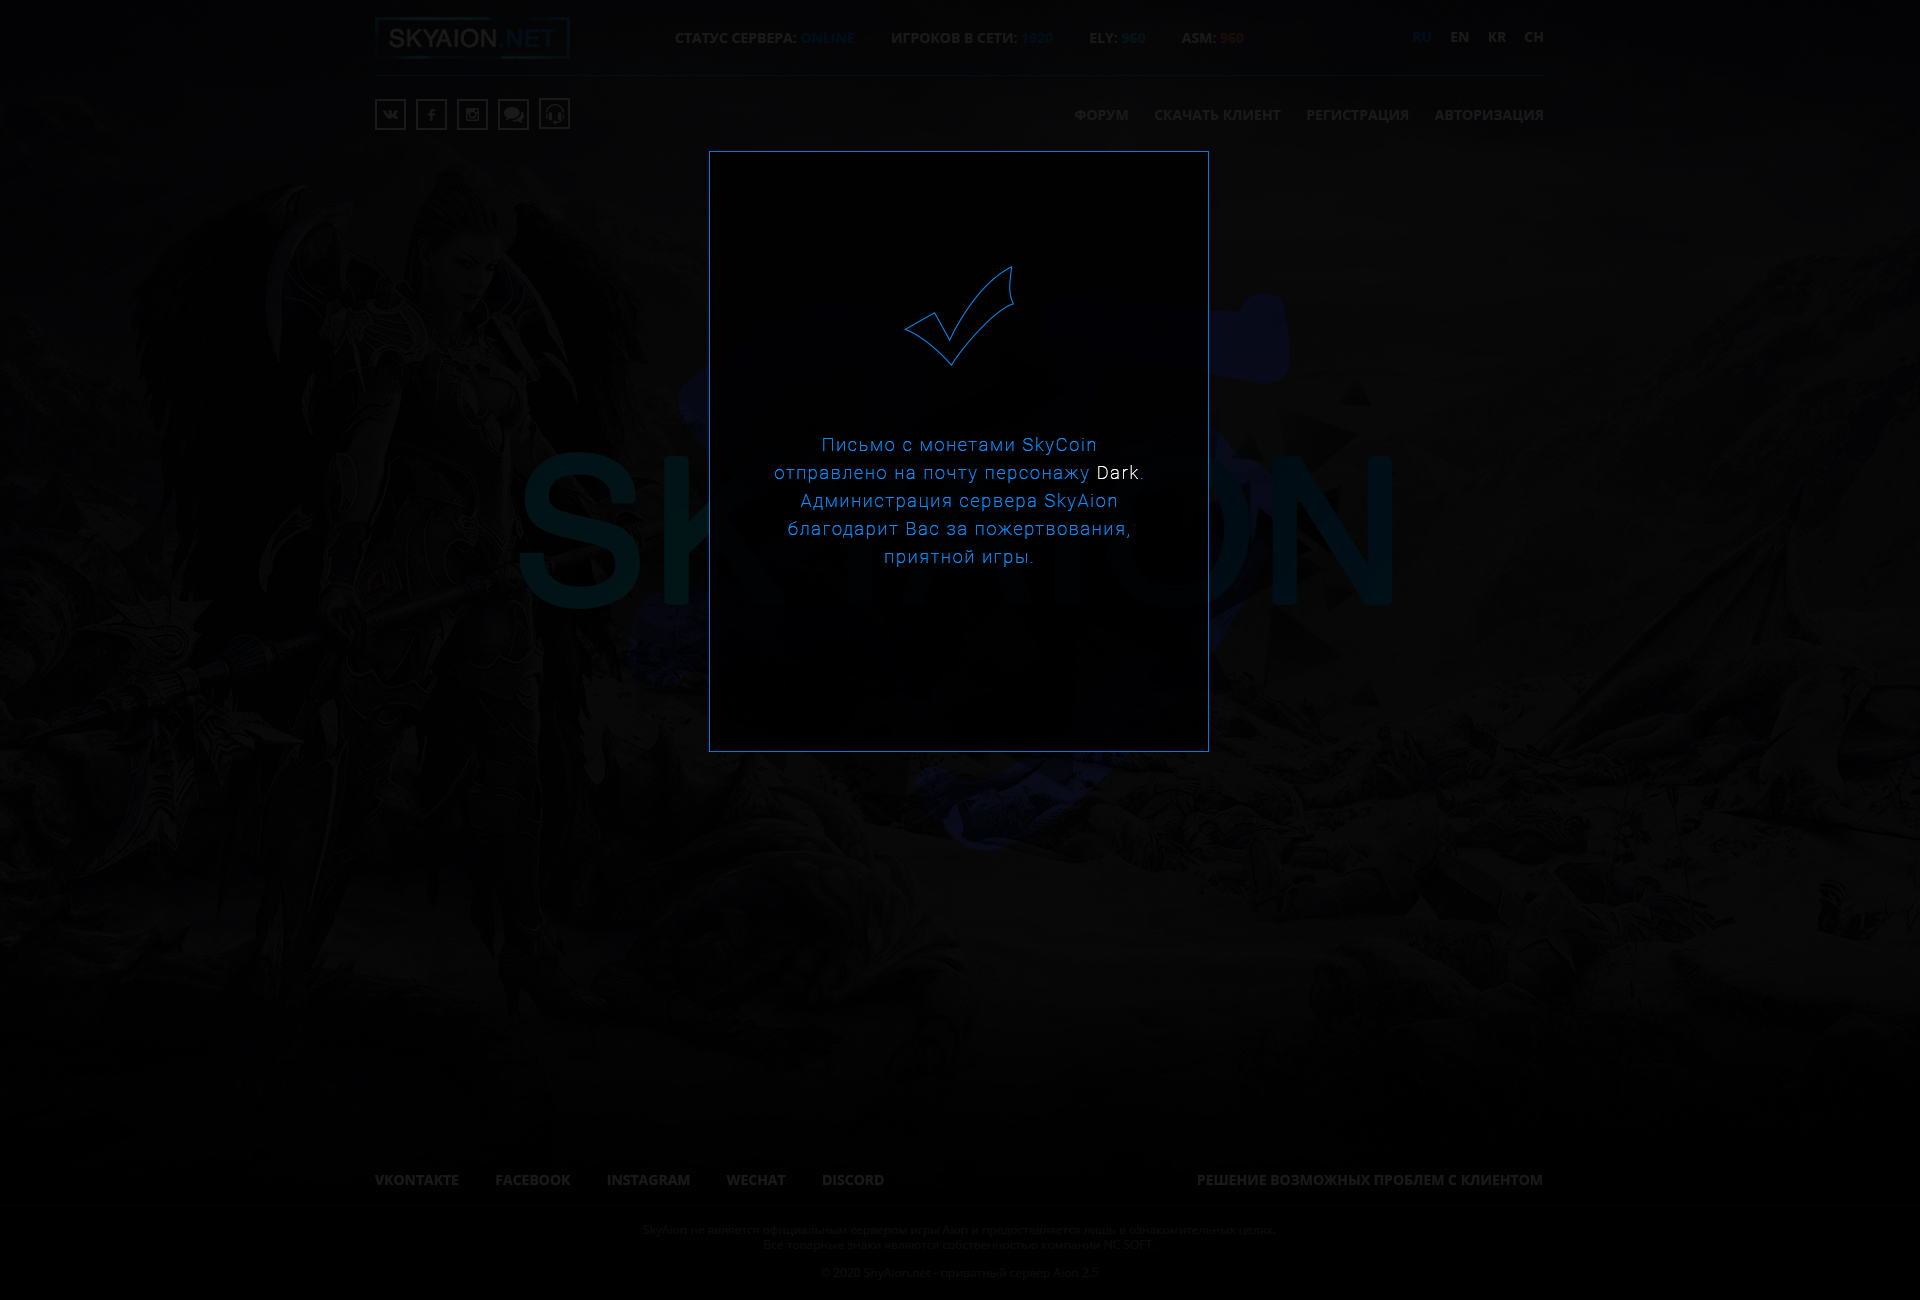 SKYAION.NET
СТАТУС СЕРВЕРА: ONLINE
ИГРОКОВ В СЕТИ: 1920
ELY: 960
ASM: 960
RU EN KR CH
ФОРУМ СКАЧАТЬ КЛИЕНТ РЕГИСТРАЦИЯ АВТОРИЗАЦИЯ
Письмо с монетами SkyCoin
отправлено на почту персонажу Dark.
Администрация сервера SkyAion
благодарит Вас за пожертвования,
приятной игры.
VKONTAKTE FACEBOOK INSTAGRAM WECHAT DISCORD
РЕШЕНИЕ ВОЗМОЖНЫХ ПРОБЛЕМ С КЛИЕНТОМ
SkyAion не является официальным сервером игры Aion и предоставляется лишь в ознакомительных целях.
Все товарные знаки являются собственностью компании NC SOFT
© 2020 ShyAion.net - приватный сервер Aion 2.5